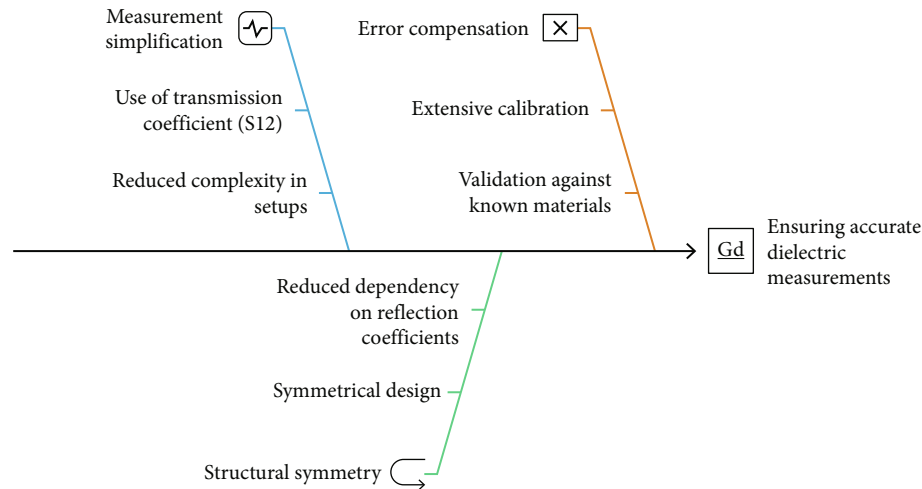 Measurement
simplification
Error compensation
Use of transmission
coefficient (S12)
Extensive calibration
Reduced complexity in
setups
Validation against
known materials
Gd
Ensuring accurate
dielectric
measurements
Reduced dependency
on reflection
coefficients
Symmetrical design
Structural symmetry